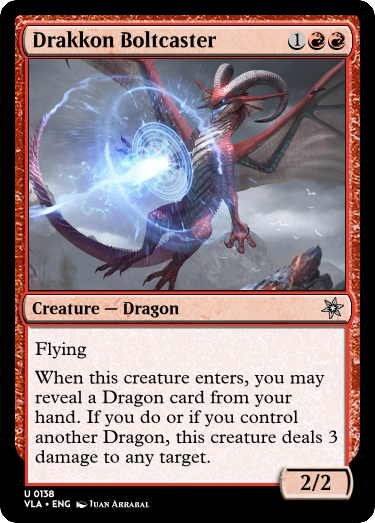 Drakkon Boltcaster 1
Creature — Dragon
Flying
When this creature enters, you may
reveal a Dragon card from your
hand. If you do or if you control
another Dragon, this creature deals 3
damage to any target.
2/2
U 0138
VLA • ENG Juan Arrabal